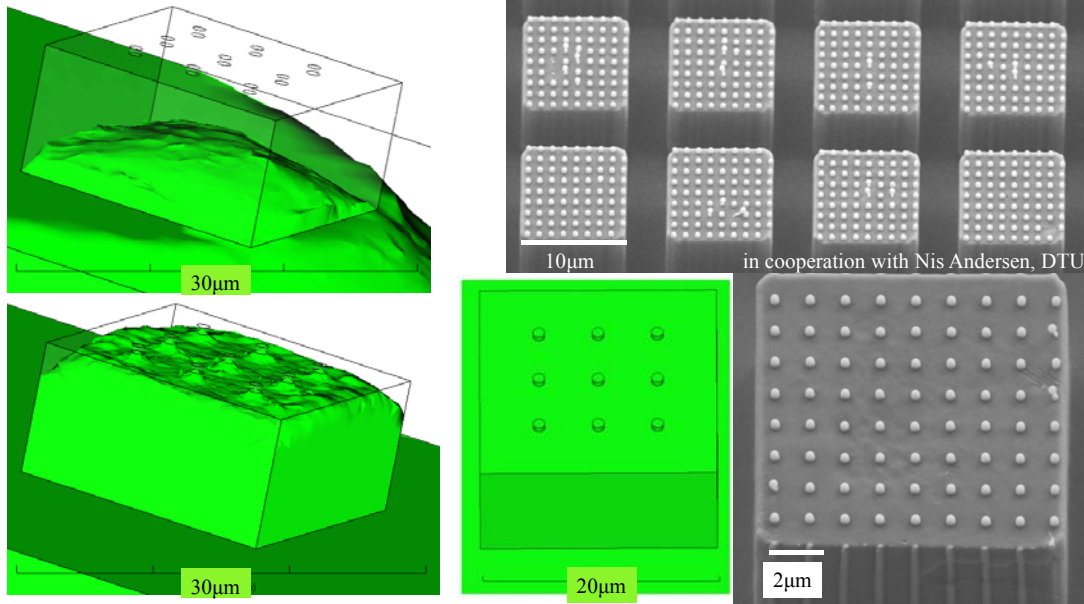 30μm
10μm
in cooperation with Nis Andersen, DTU
30μm
20μm
2μm